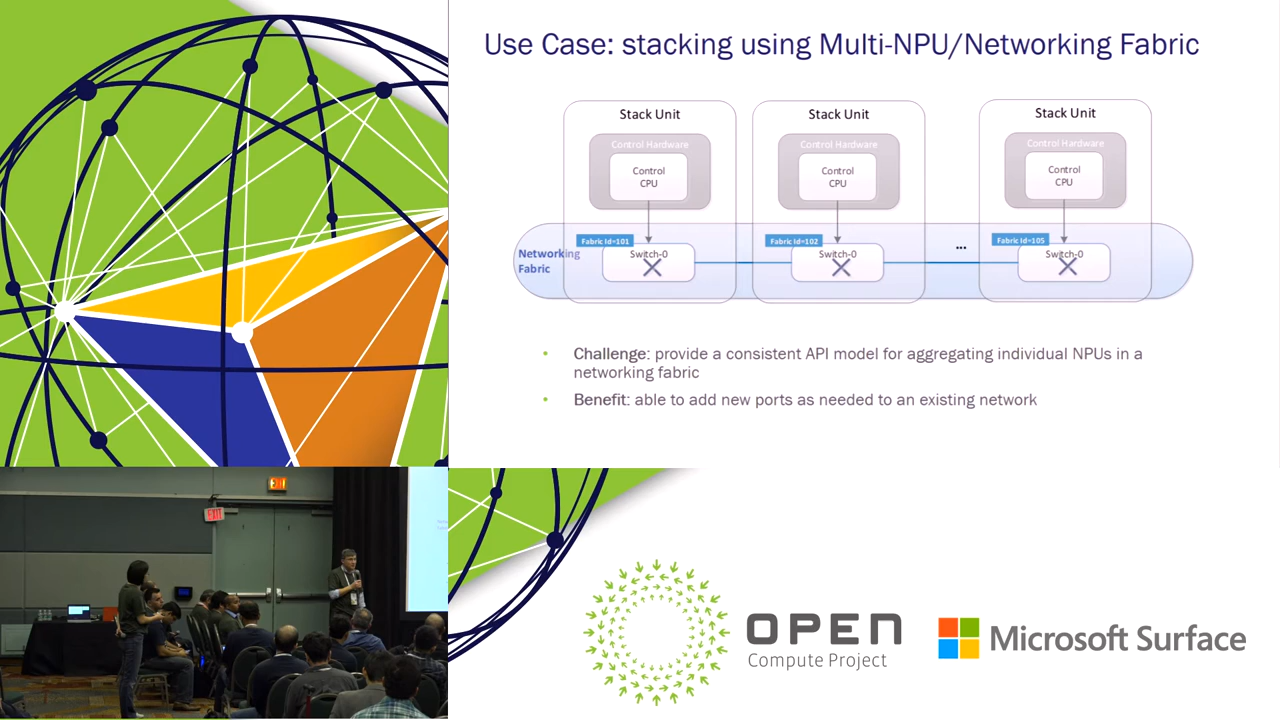 Use Case: stacking using Multi-NPU/Networking Fabric
Stack Unit
Control Hardware
Control
CPU
Fabric Id=101
Switch-0
Stack Unit
Control Hardware
Control
CPU
Fabric Id=102
Switch-0
...
Stack Unit
Control Hardware
Control
CPU
Fabric Id=105
Switch-0
Networking
Fabric
• Challenge: provide a consistent API model for aggregating individual NPUs in a
networking fabric
• Benefit: able to add new ports as needed to an existing network
OPEN
Compute Project
Microsoft Surface